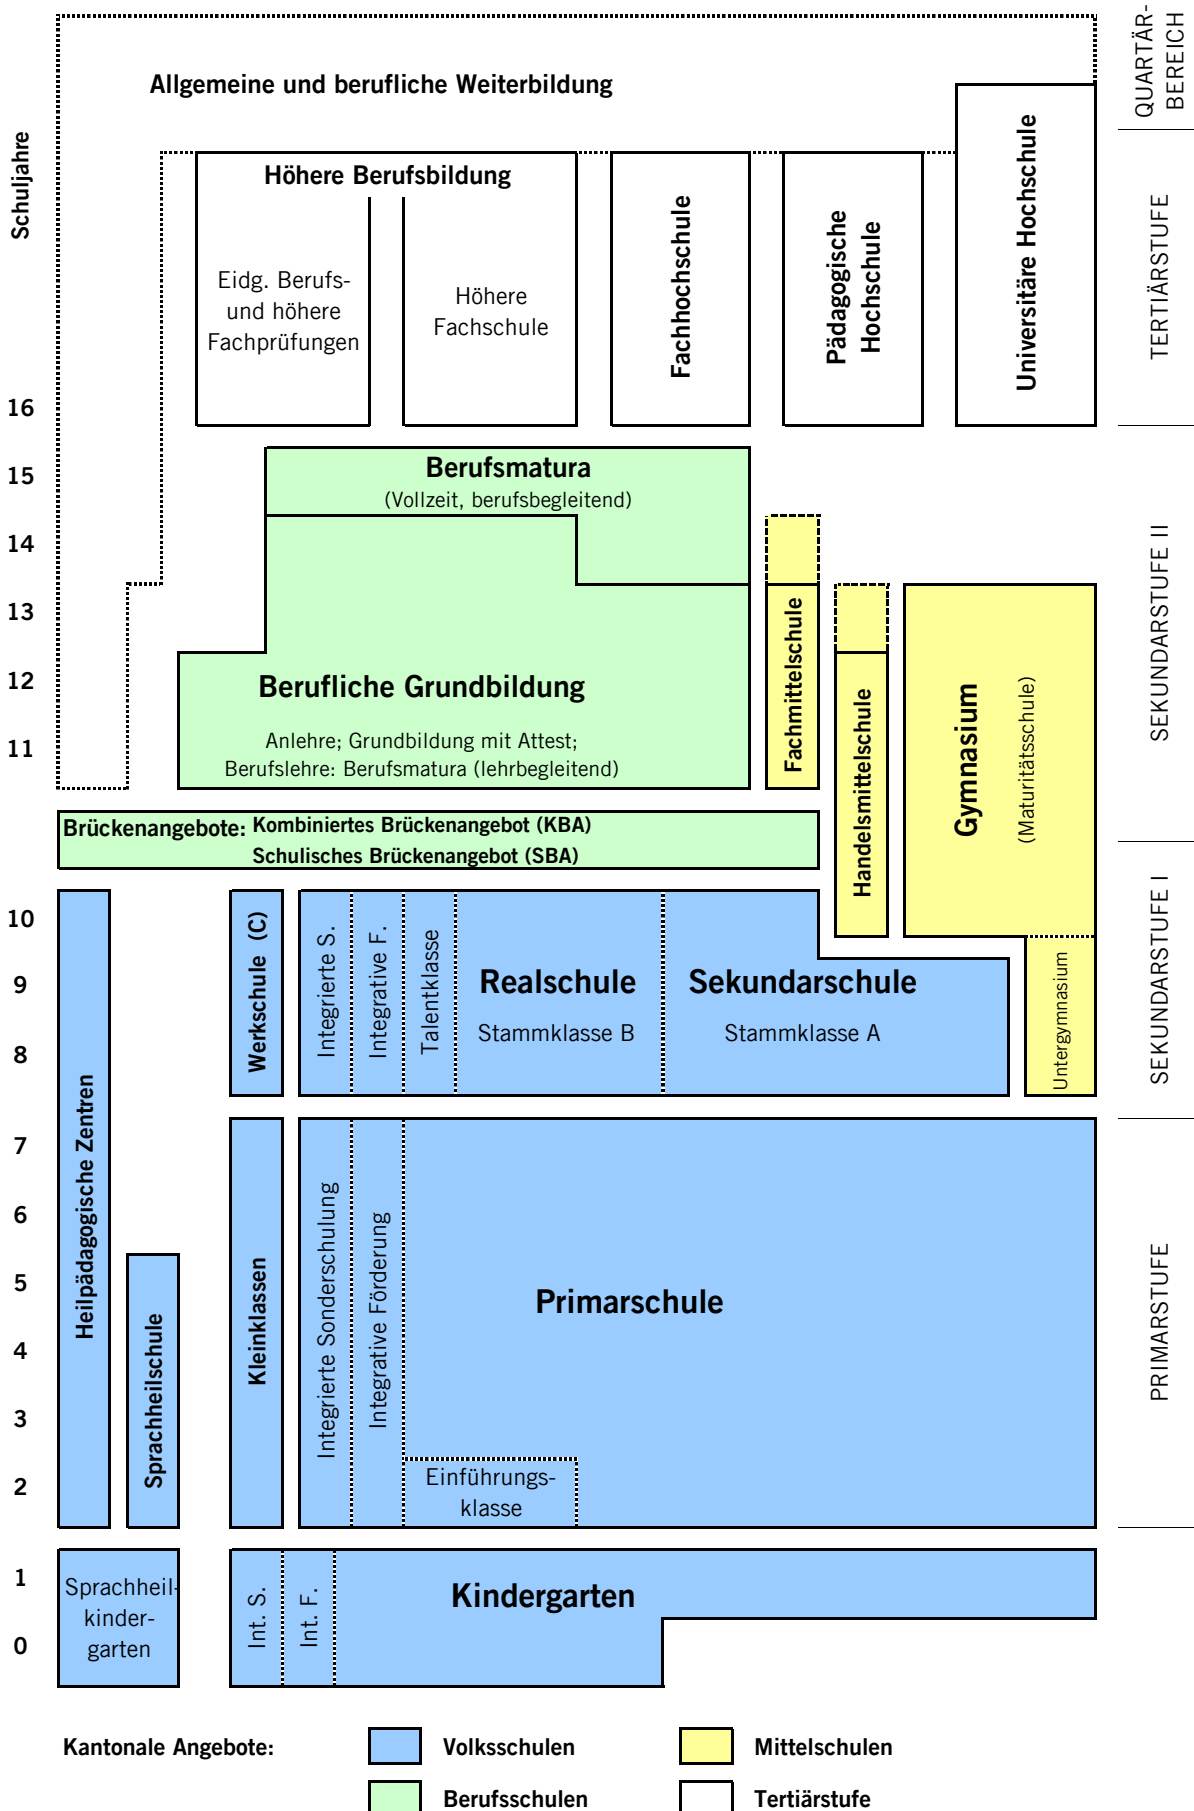 QUARTÄR-
BEREICH
Allgemeine und berufliche Weiterbildung
Schuljahre
Höhere Berufsbildung
Eidg. Berufs-
und höhere
Fachprüfungen
Höhere
Fachschule
Fachhochschule
Pädagogische
Hochschule
Universitäre Hochschule
TERTIÄRSTUFE
16
15
Berufsmatura
(Vollzeit, berufsbegleitend)
14
13
12
11
Berufliche Grundbildung
Anlehre; Grundbildung mit Attest;
Berufslehre: Berufsmatura (lehrbegleitend)
Fachmittelschule
Handelsmittelschule
Gymnasium
(Maturitätsschule)
SEKUNDARSTUFE II
Brückenangebote: Kombiniertes Brückenangebot (KBA)
Schulisches Brückenangebot (SBA)
10
9
8
Heilpädagogische Zentren
Werkschule (C)
Integrierte S.
Integrative F.
Talentklasse
Realschule
Stammklasse B
Sekundarschule
Stammklasse A
Untergymnasium
SEKUNDARSTUFE I
7
6
5
4
3
2
Sprachheilschule
Kleinklassen
Integrierte Sonderschulung
Integrative Förderung
Primarschule
Einführungs-
klasse
PRIMARSTUFE
1
0
Sprachheil-
kinder-
garten
Int. S.
Int. F.
Kindergarten
Kantonale Angebote:
Volksschulen
Mittelschulen
Berufsschulen
Tertiärstufe